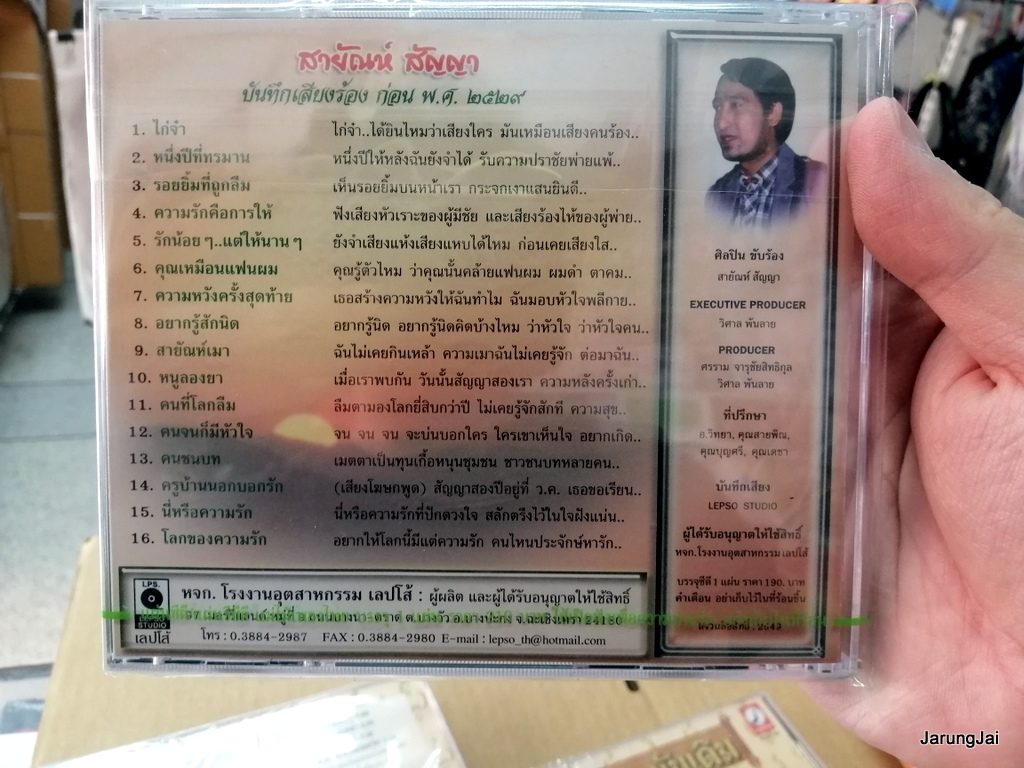 สายัณห์ สัญญา
บันทึกเสียงร้อง ก่อน พ.ศ. ๒๕๒๙
1. ไก่จ๋า ไก่จ๋า..ได้ยินไหมว่าเสียงใคร มันเหมือนเสียงคนร้อง..
2. หนึ่งปีที่ทรมาน หนึ่งปีให้หลังฉันยังจำได้ รับความปราชัยพ่ายแพ้..
3. รอยยิ้มที่ถูกลืม เห็นรอยยิ้มบนหน้าเรา กระจกเงาแสนยินดี..
4. ความรักคือการให้ ฟังเสียงหัวเราะของผู้มีชัย และเสียงร้องไห้ของผู้พ่าย..
5. รักน้อย ๆ..แต่ให้นาน ๆ ยังจำเสียงแห้งเสียงแหบได้ไหม ก่อนเคยเสียงใส..
6. คุณเหมือนแฟนผม คุณรู้ตัวไหม ว่าคุณนั้นคล้ายแฟนผม ผมดำ ตาคม..
7. ความหวังครั้งสุดท้าย เธอสร้างความหวังให้ฉันทำไม ฉันมอบหัวใจพลีกาย..
8. อยากรู้สักนิด อยากรู้นิด อยากรู้นิดคิดบ้างไหม ว่าหัวใจ ว่าหัวใจคน..
9. สายัณห์เมา ฉันไม่เคยกินเหล้า ความเมาฉันไม่เคยรู้จัก ต่อมาฉัน..
10. หนูลองยา เมื่อเราพบกัน วันนั้นสัญญาสองเรา ความหลังครั้งเก่า..
11. คนที่โลกลืม ลืมตามองโลกยี่สิบกว่าปี ไม่เคยรู้จักสักที ความสุข..
12. คนจนก็มีหัวใจ จน จน จน จะบ่นบอกใคร ใครเขาเห็นใจ อยากเกิด..
13. คนชนบท เมตตาเป็นทุนเกื้อหนุนชุมชน ชาวชนบทหลายคน..
14. ครูบ้านนอกบอกรัก (เสียงโฆษกพูด) สัญญาสองปีอยู่ที่ ว.ค. เธอขอเรียน..
15. นี่หรือความรัก นี่หรือความรักที่ปักดวงใจ สลักตรึงไว้ในใจฝังแน่น..
16. โลกของความรัก อยากให้โลกนี้มีแต่ความรัก คนไหนประจักษ์หารัก..
ศิลปิน ขับร้อง
สายัณห์ สัญญา
EXECUTIVE PRODUCER
วิศาล พันลาย
PRODUCER
ศรราม จารุชัยสิทธิกุล
วิศาล พันลาย
ที่ปรึกษา
อ.วิทยา, คุณสายพิณ,
คุณบุญศรี, คุณเดชา
บันทึกเสียง
LEPSO STUDIO
ผู้ได้รับอนุญาตให้ใช้สิทธิ์
หจก.โรงงานอุตสาหกรรม เลปโส้
บรรจุซีดี 1 แผ่น ราคา 190. บาท
คำเตือน อย่าเก็บไว้ในที่ร้อนชื้น
LPS.
LEPSO
STUDIO
เลปโส้
หจก. โรงงานอุตสาหกรรม เลปโส้ : ผู้ผลิต และผู้ได้รับอนุญาตให้ใช้สิทธิ์
อ.บางปะกง จ.ฉะเชิงเทรา 24130
โทร : 0.3884-2987 FAX : 0.3884-2980 E-mail : lepso_th@hotmail.com
JarungJai